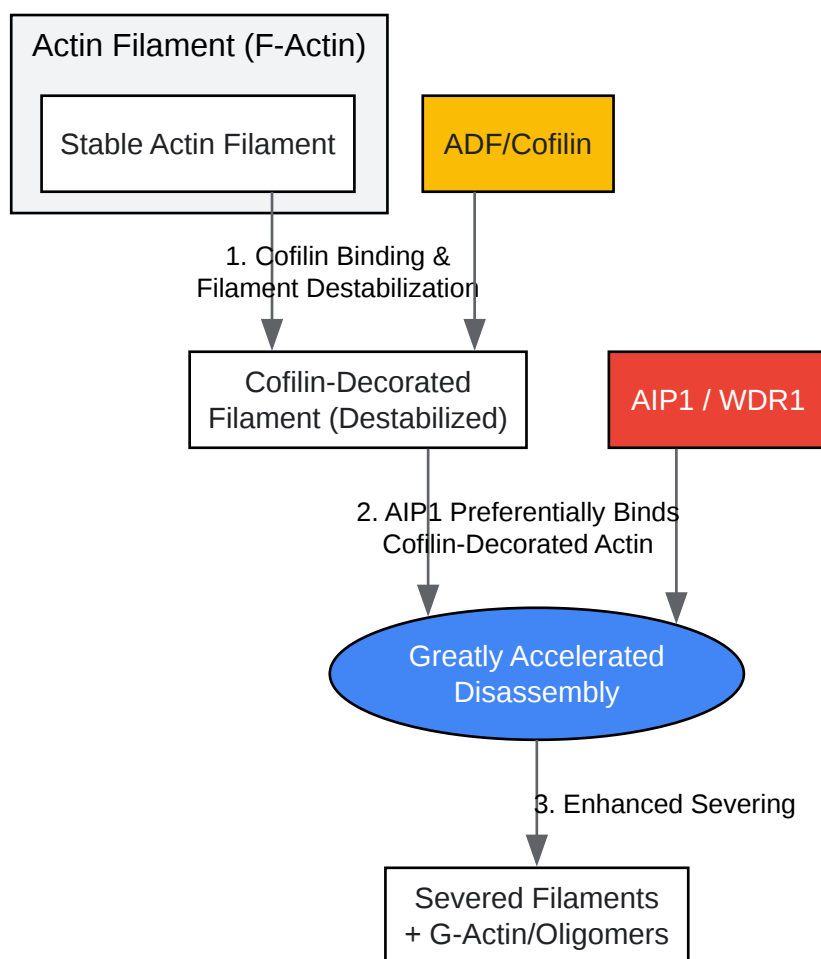 Actin Filament (F-Actin)
Stable Actin Filament
ADF/Cofilin
1. Cofilin Binding &
Filament Destabilization
Cofilin-Decorated
Filament (Destabilized)
AIP1 / WDR1
2. AIP1 Preferentially Binds
Cofilin-Decorated Actin
Greatly Accelerated
Disassembly
3. Enhanced Severing
Severed Filaments
+ G-Actin/Oligomers